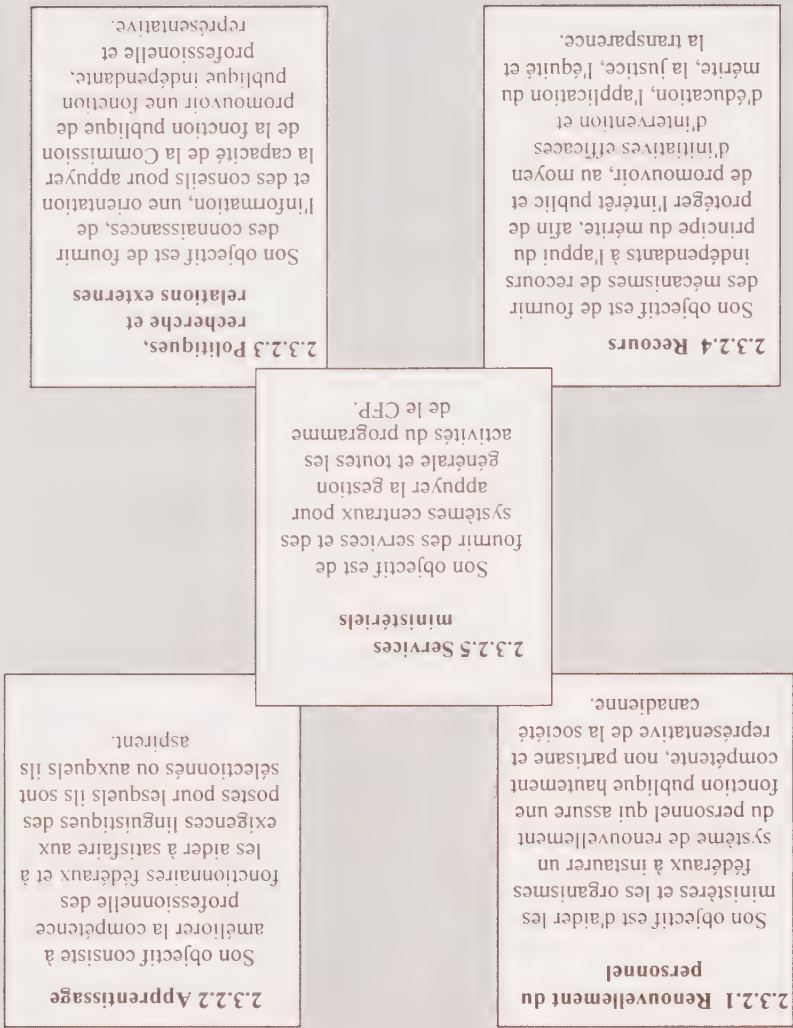 2.3.2.1 Renouvellement du
personnel
Son objectif est d'aider les
ministères et les organismes
fédéraux à instaurer un
système de renouvellement
du personnel qui assure une
fonction publique hautement
compétente, non partisane et
représentative de la société
canadienne.
2.3.2.2 Apprentissage
Son objectif consiste à
améliorer la compétence
professionnelle des
fonctionnaires fédéraux et à
les aider à satisfaire aux
exigences linguistiques des
postes pour lesquels ils sont
sélectionnés ou auxquels ils
aspirent.
2.3.2.5 Services
ministériels
Son objectif est de
fournir des services et des
systèmes centraux pour
appuyer la gestion
générale et toutes les
activités du programme
de le CFP.
2.3.2.4 Recours
Son objectif est de fournir
des mécanismes de recours
indépendants à l'appui du
principe du mérite, afin de
protéger l'intérêt public et
de promouvoir, au moyen
d'initiatives efficaces
d'intervention et
d'éducation, l'application du
mérite, la justice, l'équité et
la transparence.
2.3.2.3 Politiques,
recherche et
relations externes
Son objectif est de fournir
des connaissances, de
l'information, une orientation
et des conseils pour appuyer
la capacité de la Commission
de la fonction publique de
promouvoir une fonction
publique indépendante,
professionelle et
représentative.